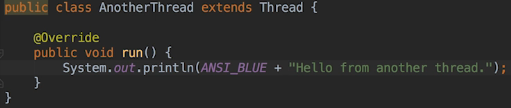 public class AnotherThread extends Thread {
@Override
public void run() {
System.out.println(ANSI_BLUE + "Hello from another thread.");
}
}